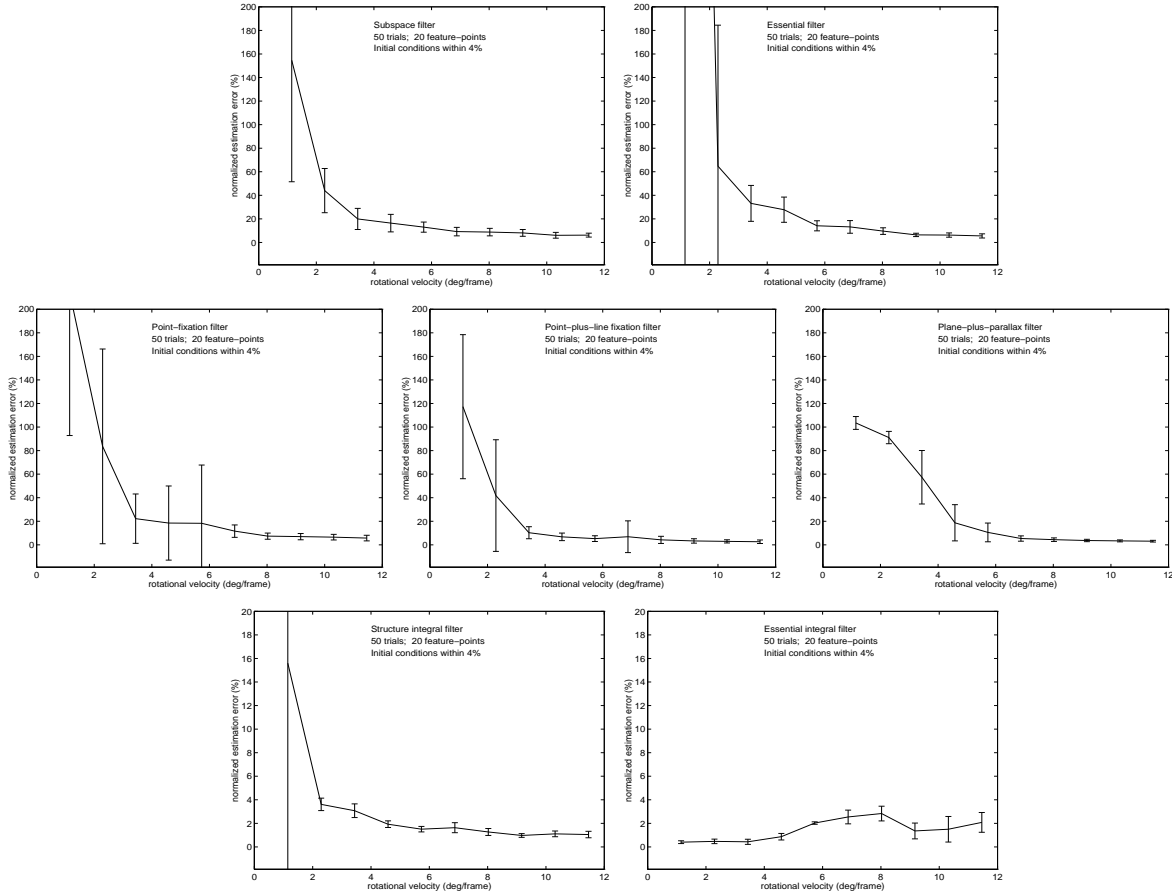 Subspace filter
50 trials;  20 feature−points
Initial conditions within 4%
normalized estimation error (%)
200
180
160
140
120
100
80
60
40
20
0
0 2 4 6 8 10 12
rotational velocity (deg/frame)
Essential filter
50 trials;  20 feature−points
Initial conditions within 4%
normalized estimation error (%)
200
180
160
140
120
100
80
60
40
20
0
0 2 4 6 8 10 12
rotational velocity (deg/frame)
Point−fixation filter
50 trials;  20 feature−points
Initial conditions within 4%
normalized estimation error (%)
200
180
160
140
120
100
80
60
40
20
0
0 2 4 6 8 10 12
rotational velocity (deg/frame)
Point−plus−line fixation filter
50 trials;  20 feature−points
Initial conditions within 4%
normalized estimation error (%)
200
180
160
140
120
100
80
60
40
20
0
0 2 4 6 8 10 12
rotational velocity (deg/frame)
Plane−plus−parallax filter
50 trials;  20 feature−points
Initial conditions within 4%
normalized estimation error (%)
200
180
160
140
120
100
80
60
40
20
0
0 2 4 6 8 10 12
rotational velocity (deg/frame)
Structure integral filter
50 trials;  20 feature−points
Initial conditions within 4%
normalized estimation error (%)
20
18
16
14
12
10
8
6
4
2
0
0 2 4 6 8 10 12
rotational velocity (deg/frame)
Essential integral filter
50 trials;  20 feature−points
Initial conditions within 4%
normalized estimation error (%)
20
18
16
14
12
10
8
6
4
2
0
0 2 4 6 8 10 12
rotational velocity (deg/frame)